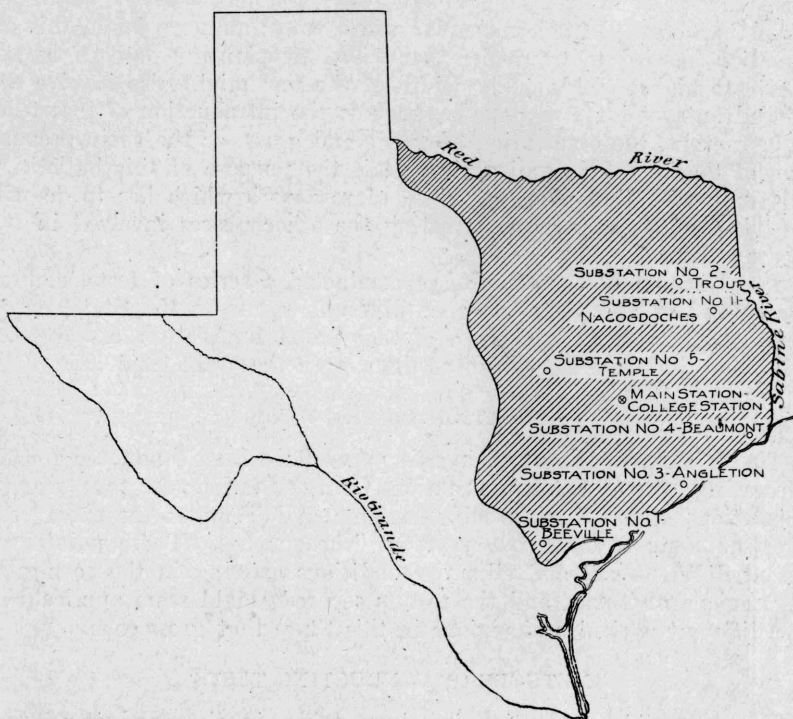 Red River
SUBSTATION No 2-
TROUP
SUBSTATION No 11-
NACOGDOCHES
Sabine River
SUBSTATION No 5-
TEMPLE
MAIN STATION-
COLLEGE STATION
SUBSTATION No 4-BEAUMONT
SUBSTATION No. 3-ANGLETION
SUBSTATION No. 1-
BEEVILLE
Rio Grande